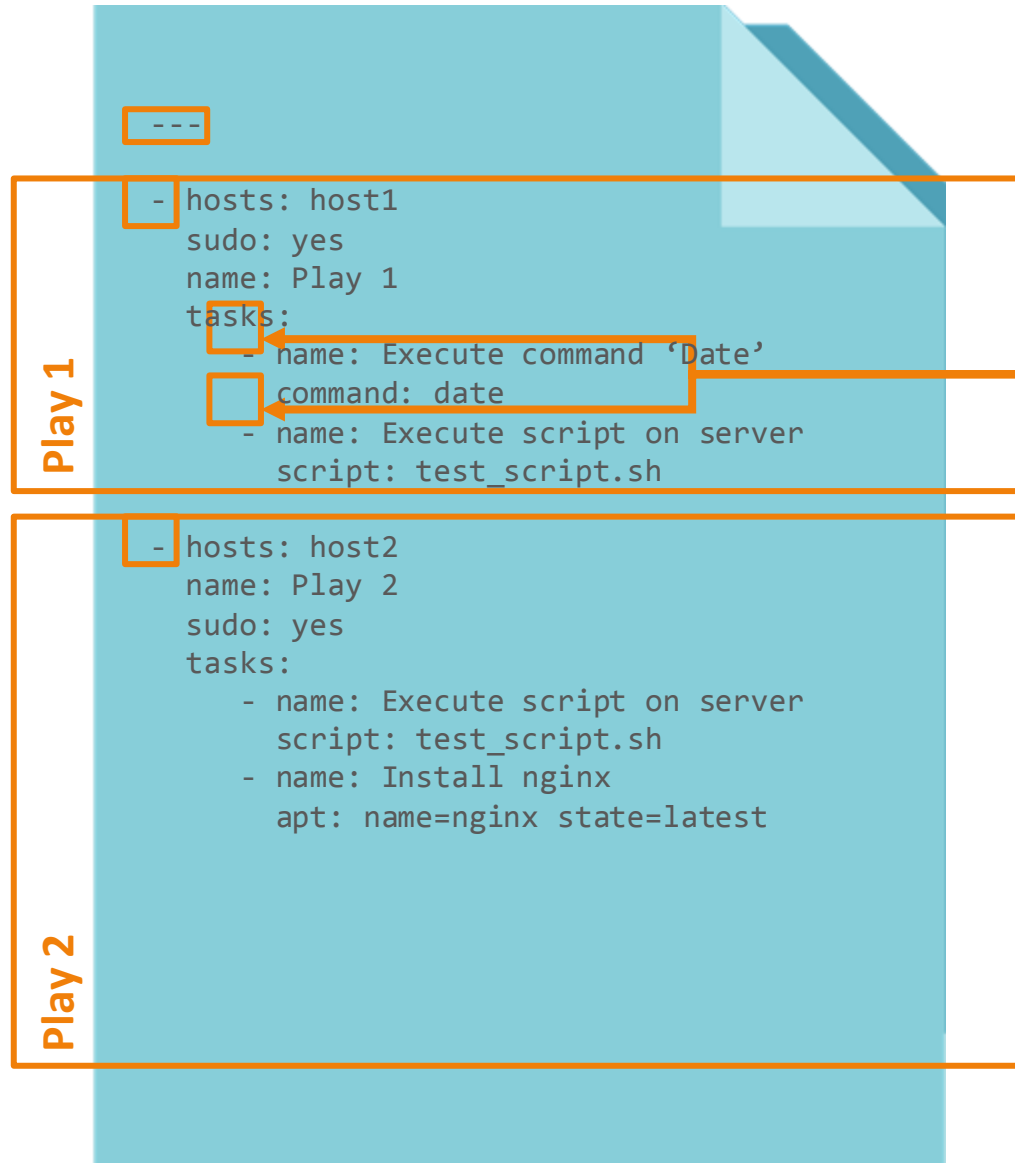 ---
- hosts: host1
sudo: yes
name: Play 1
tasks:
- name: Execute command ‘Date’
command: date
- name: Execute script on server
script: test_script.sh
Play 1
- hosts: host2
name: Play 2
sudo: yes
tasks:
- name: Execute script on server
script: test_script.sh
- name: Install nginx
apt: name=nginx state=latest
Play 2